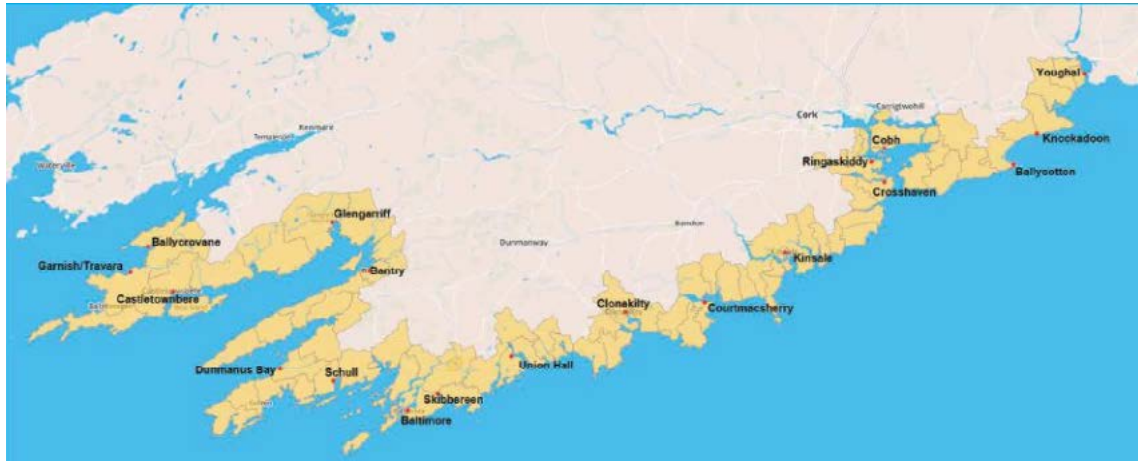 Youghal
Carrigtwohill
Cork
Cobh
Knockadoon
Kenmare
Templenoe
Waterville
Ringaskiddy
Ballycotton
Crosshaven
Glengarriff
Bandon
Ballycrovane
Dunmanway
Kinsale
Garnish/Travara
Bantry
Castletownbere
Clonakilty
Courtmacsherry
Union Hall
Dunmanus Bay
Schull
Skibbereen
Baltimore